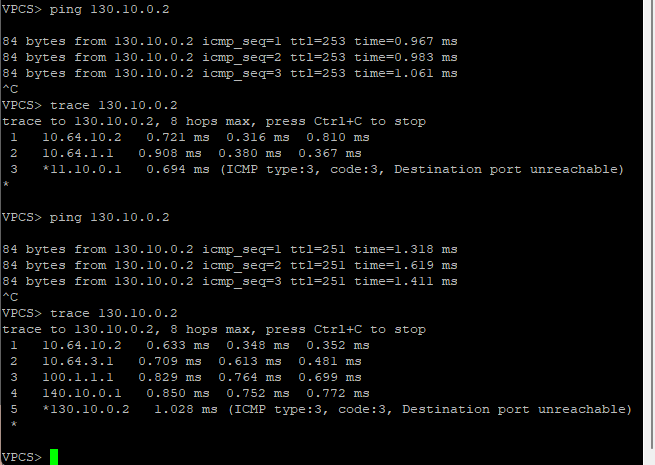 VPCS> ping 130.10.0.2
84 bytes from 130.10.0.2 icmp_seq=1 ttl=253 time=0.967 ms
84 bytes from 130.10.0.2 icmp_seq=2 ttl=253 time=0.983 ms
84 bytes from 130.10.0.2 icmp_seq=3 ttl=253 time=1.061 ms
^C
VPCS> trace 130.10.0.2
trace to 130.10.0.2, 8 hops max, press Ctrl+C to stop
1 10.64.10.2 0.721 ms 0.316 ms 0.810 ms
2 10.64.1.1 0.908 ms 0.380 ms 0.367 ms
3 *11.10.0.1 0.694 ms (ICMP type:3, code:3, Destination port unreachable)
*
VPCS> ping 130.10.0.2
84 bytes from 130.10.0.2 icmp_seq=1 ttl=251 time=1.318 ms
84 bytes from 130.10.0.2 icmp_seq=2 ttl=251 time=1.619 ms
84 bytes from 130.10.0.2 icmp_seq=3 ttl=251 time=1.411 ms
^C
VPCS> trace 130.10.0.2
trace to 130.10.0.2, 8 hops max, press Ctrl+C to stop
1 10.64.10.2 0.633 ms 0.348 ms 0.352 ms
2 10.64.3.1 0.709 ms 0.613 ms 0.481 ms
3 100.1.1.1 0.829 ms 0.764 ms 0.699 ms
4 140.10.0.1 0.850 ms 0.752 ms 0.772 ms
5 *130.10.0.2 1.028 ms (ICMP type:3, code:3, Destination port unreachable)
*
VPCS>